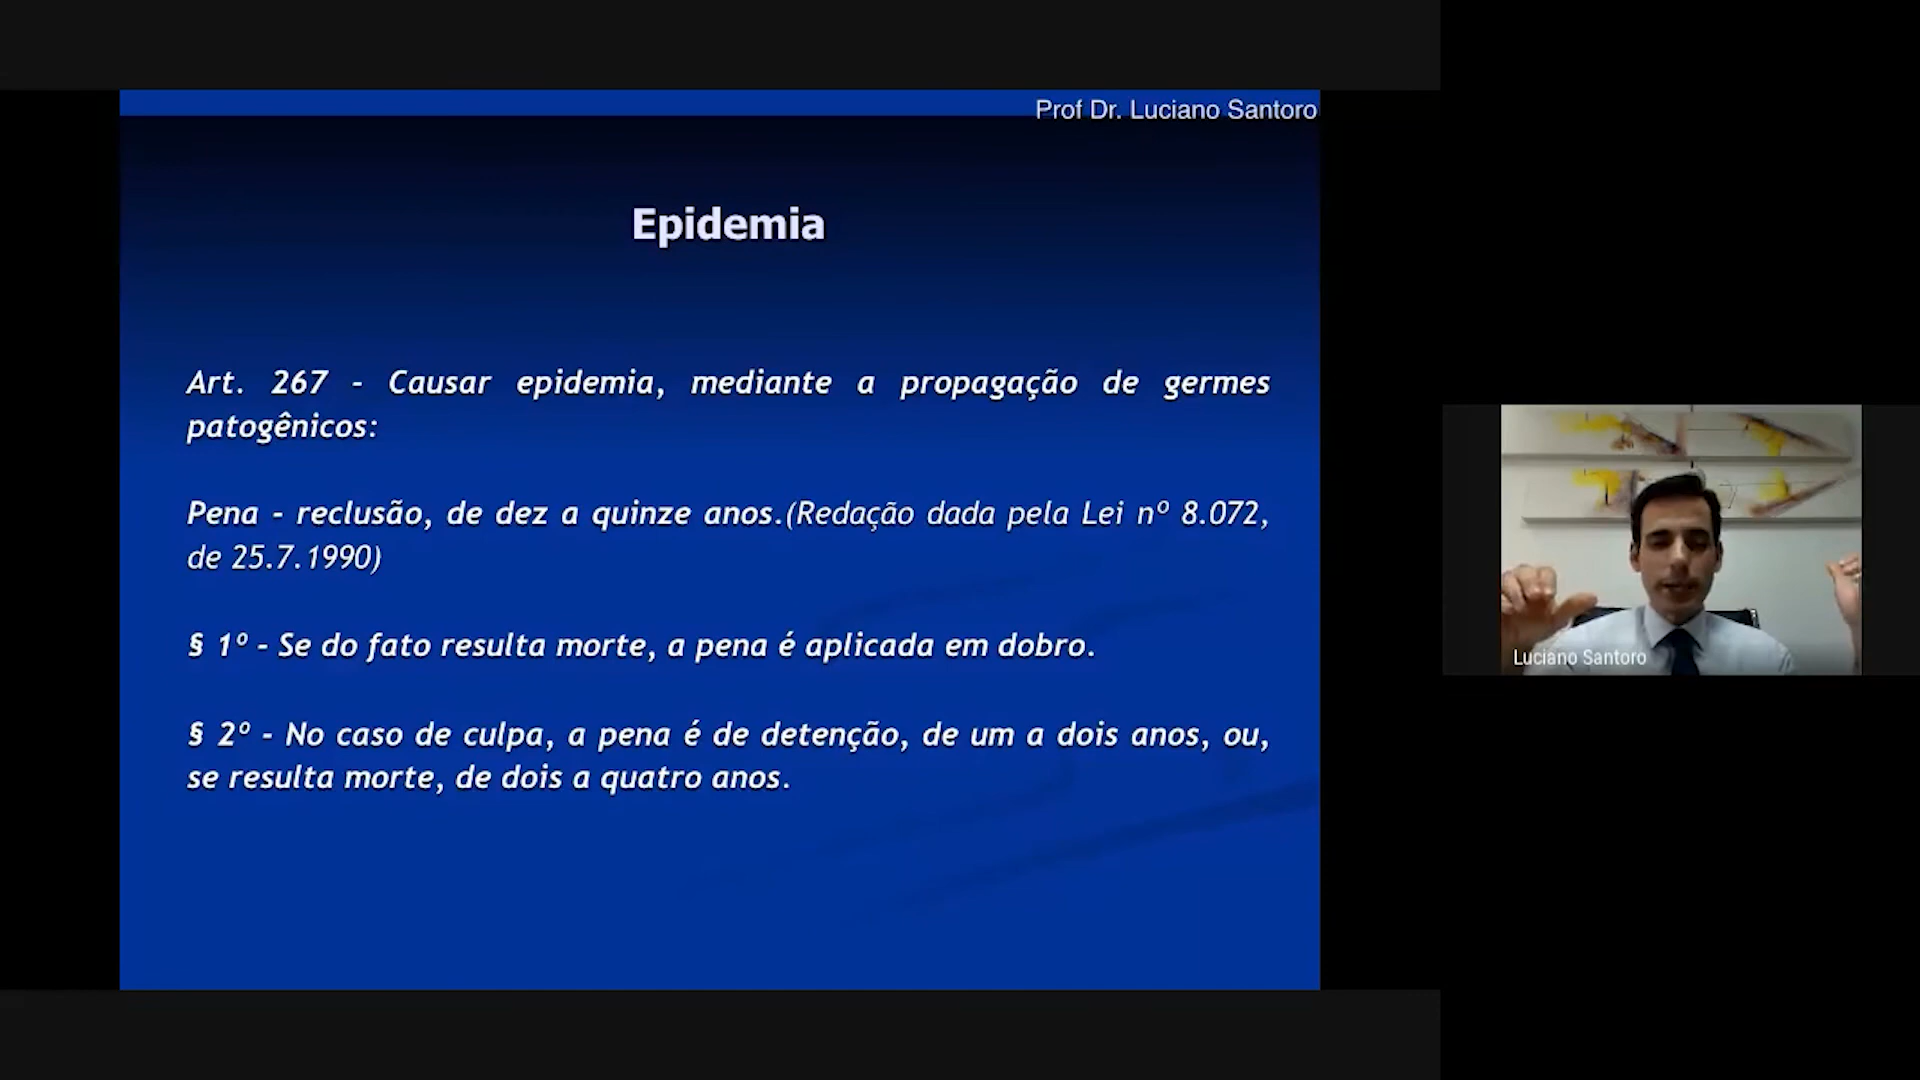 Prof Dr. Luciano Santoro
Epidemia
Art. 267 - Causar epidemia, mediante a propagação de germes
patogênicos:
Pena - reclusão, de dez a quinze anos.(Redação dada pela Lei nº 8.072,
de 25.7.1990)
§ 1º - Se do fato resulta morte, a pena é aplicada em dobro.
§ 2º - No caso de culpa, a pena é de detenção, de um a dois anos, ou,
se resulta morte, de dois a quatro anos.
Luciano Santoro